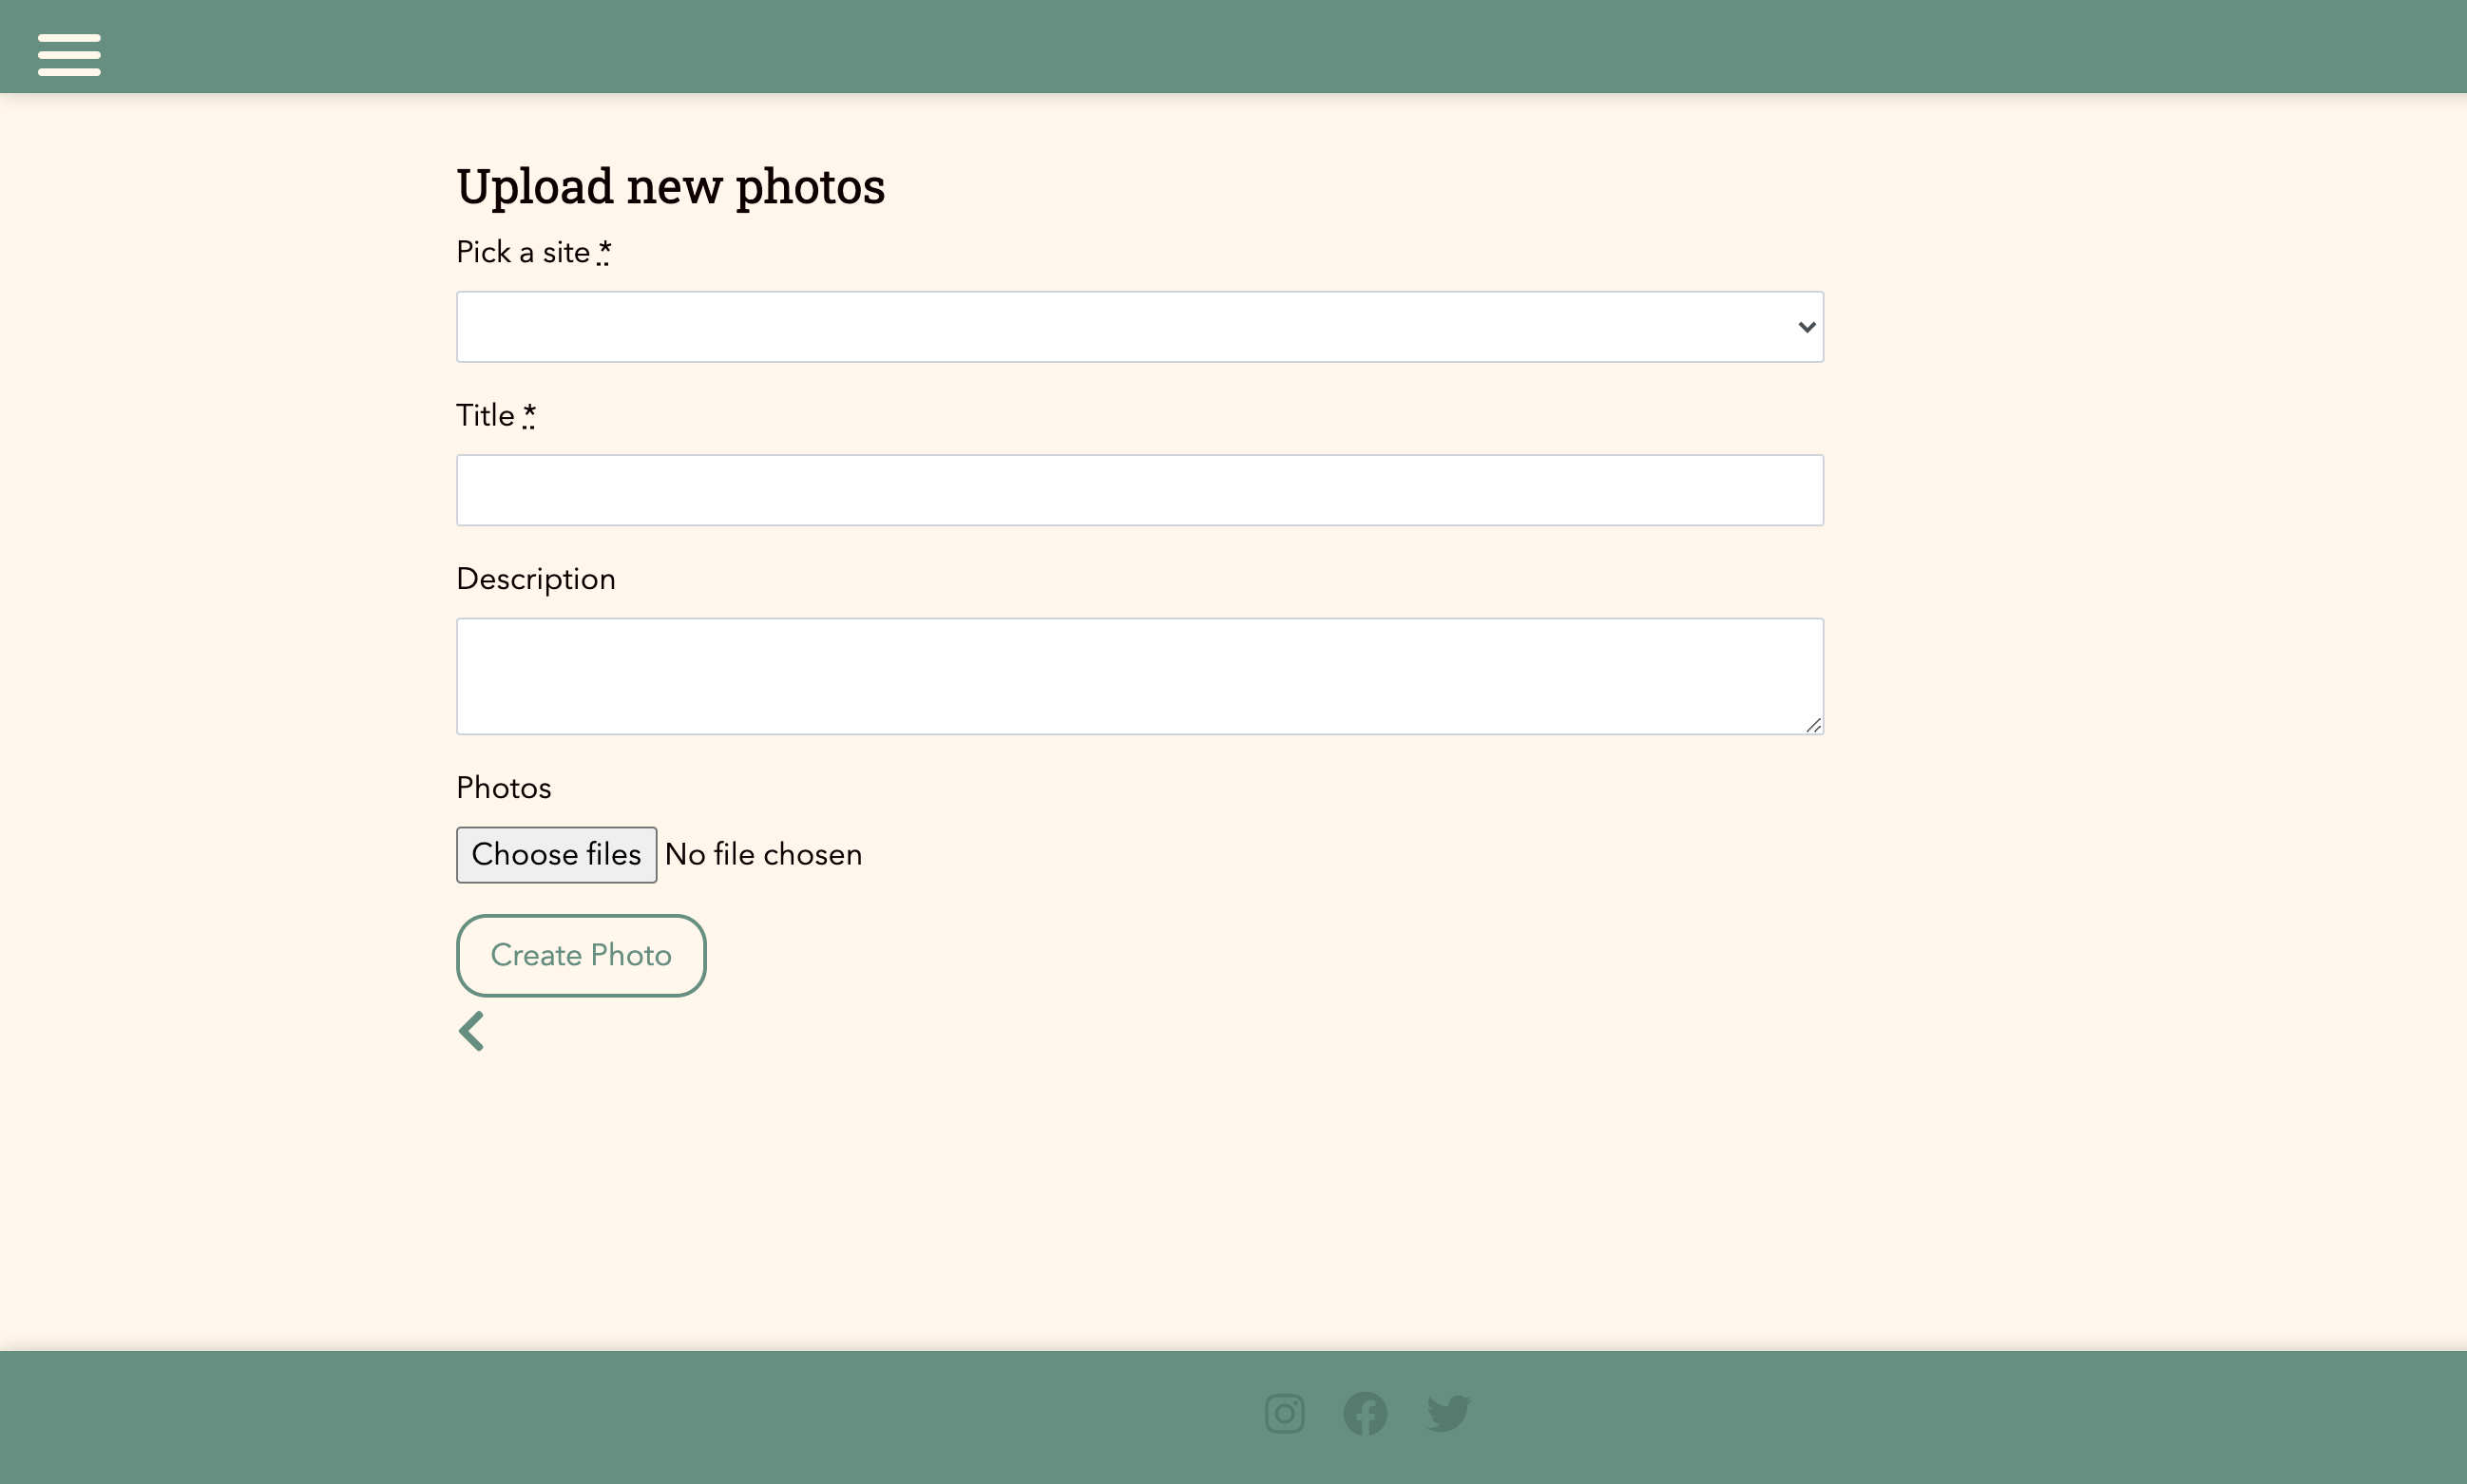 Upload new photos
Pick a site *
Title *
Description
Photos
Choose files No file chosen
Create Photo